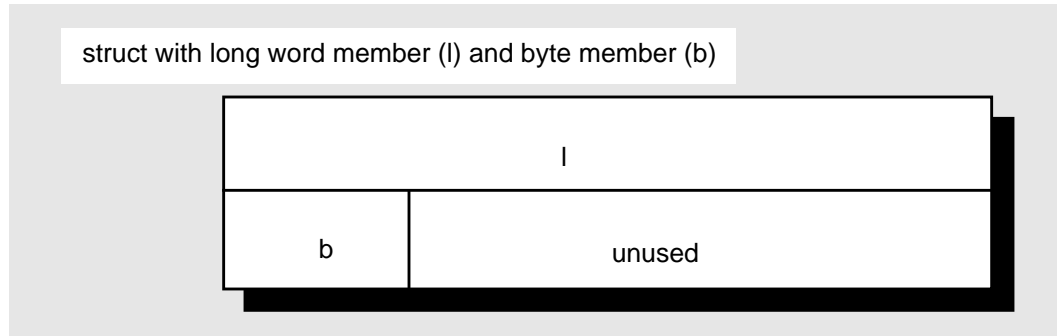 struct with long word member (l) and byte member (b)
l
b
unused